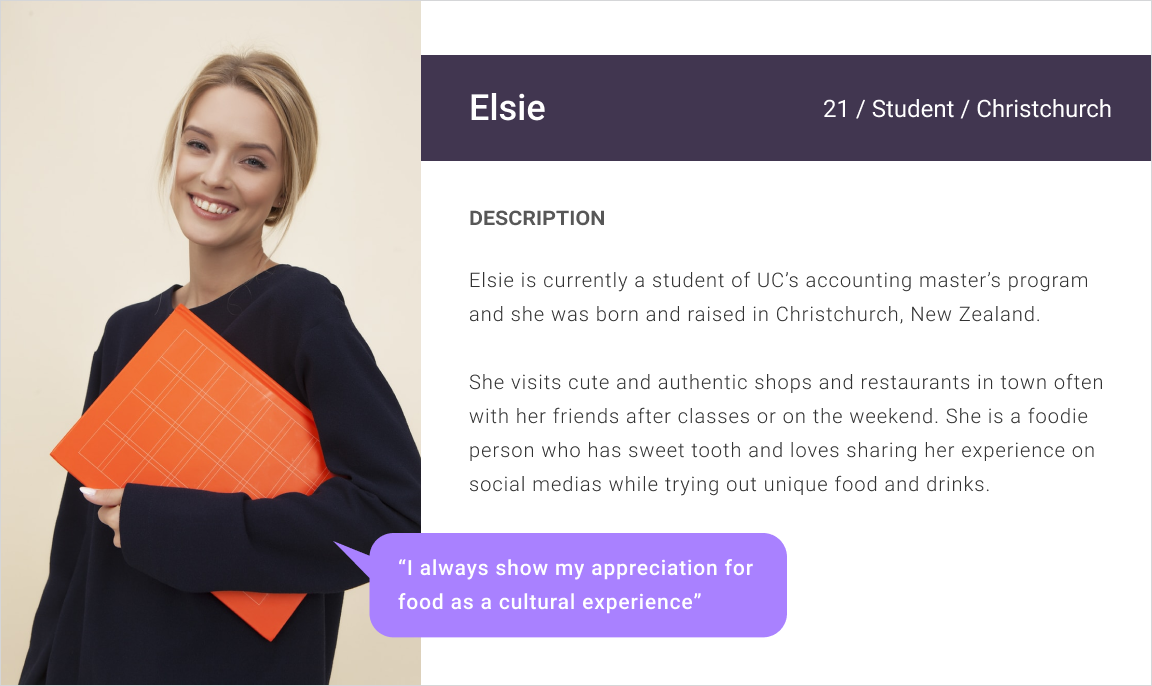 Elsie
21 / Student / Christchurch
DESCRIPTION
Elsie is currently a student of UC’s accounting master’s program
and she was born and raised in Christchurch, New Zealand.
She visits cute and authentic shops and restaurants in town often
with her friends after classes or on the weekend. She is a foodie
person who has sweet tooth and loves sharing her experience on
social medias while trying out unique food and drinks.
“I always show my appreciation for
food as a cultural experience”